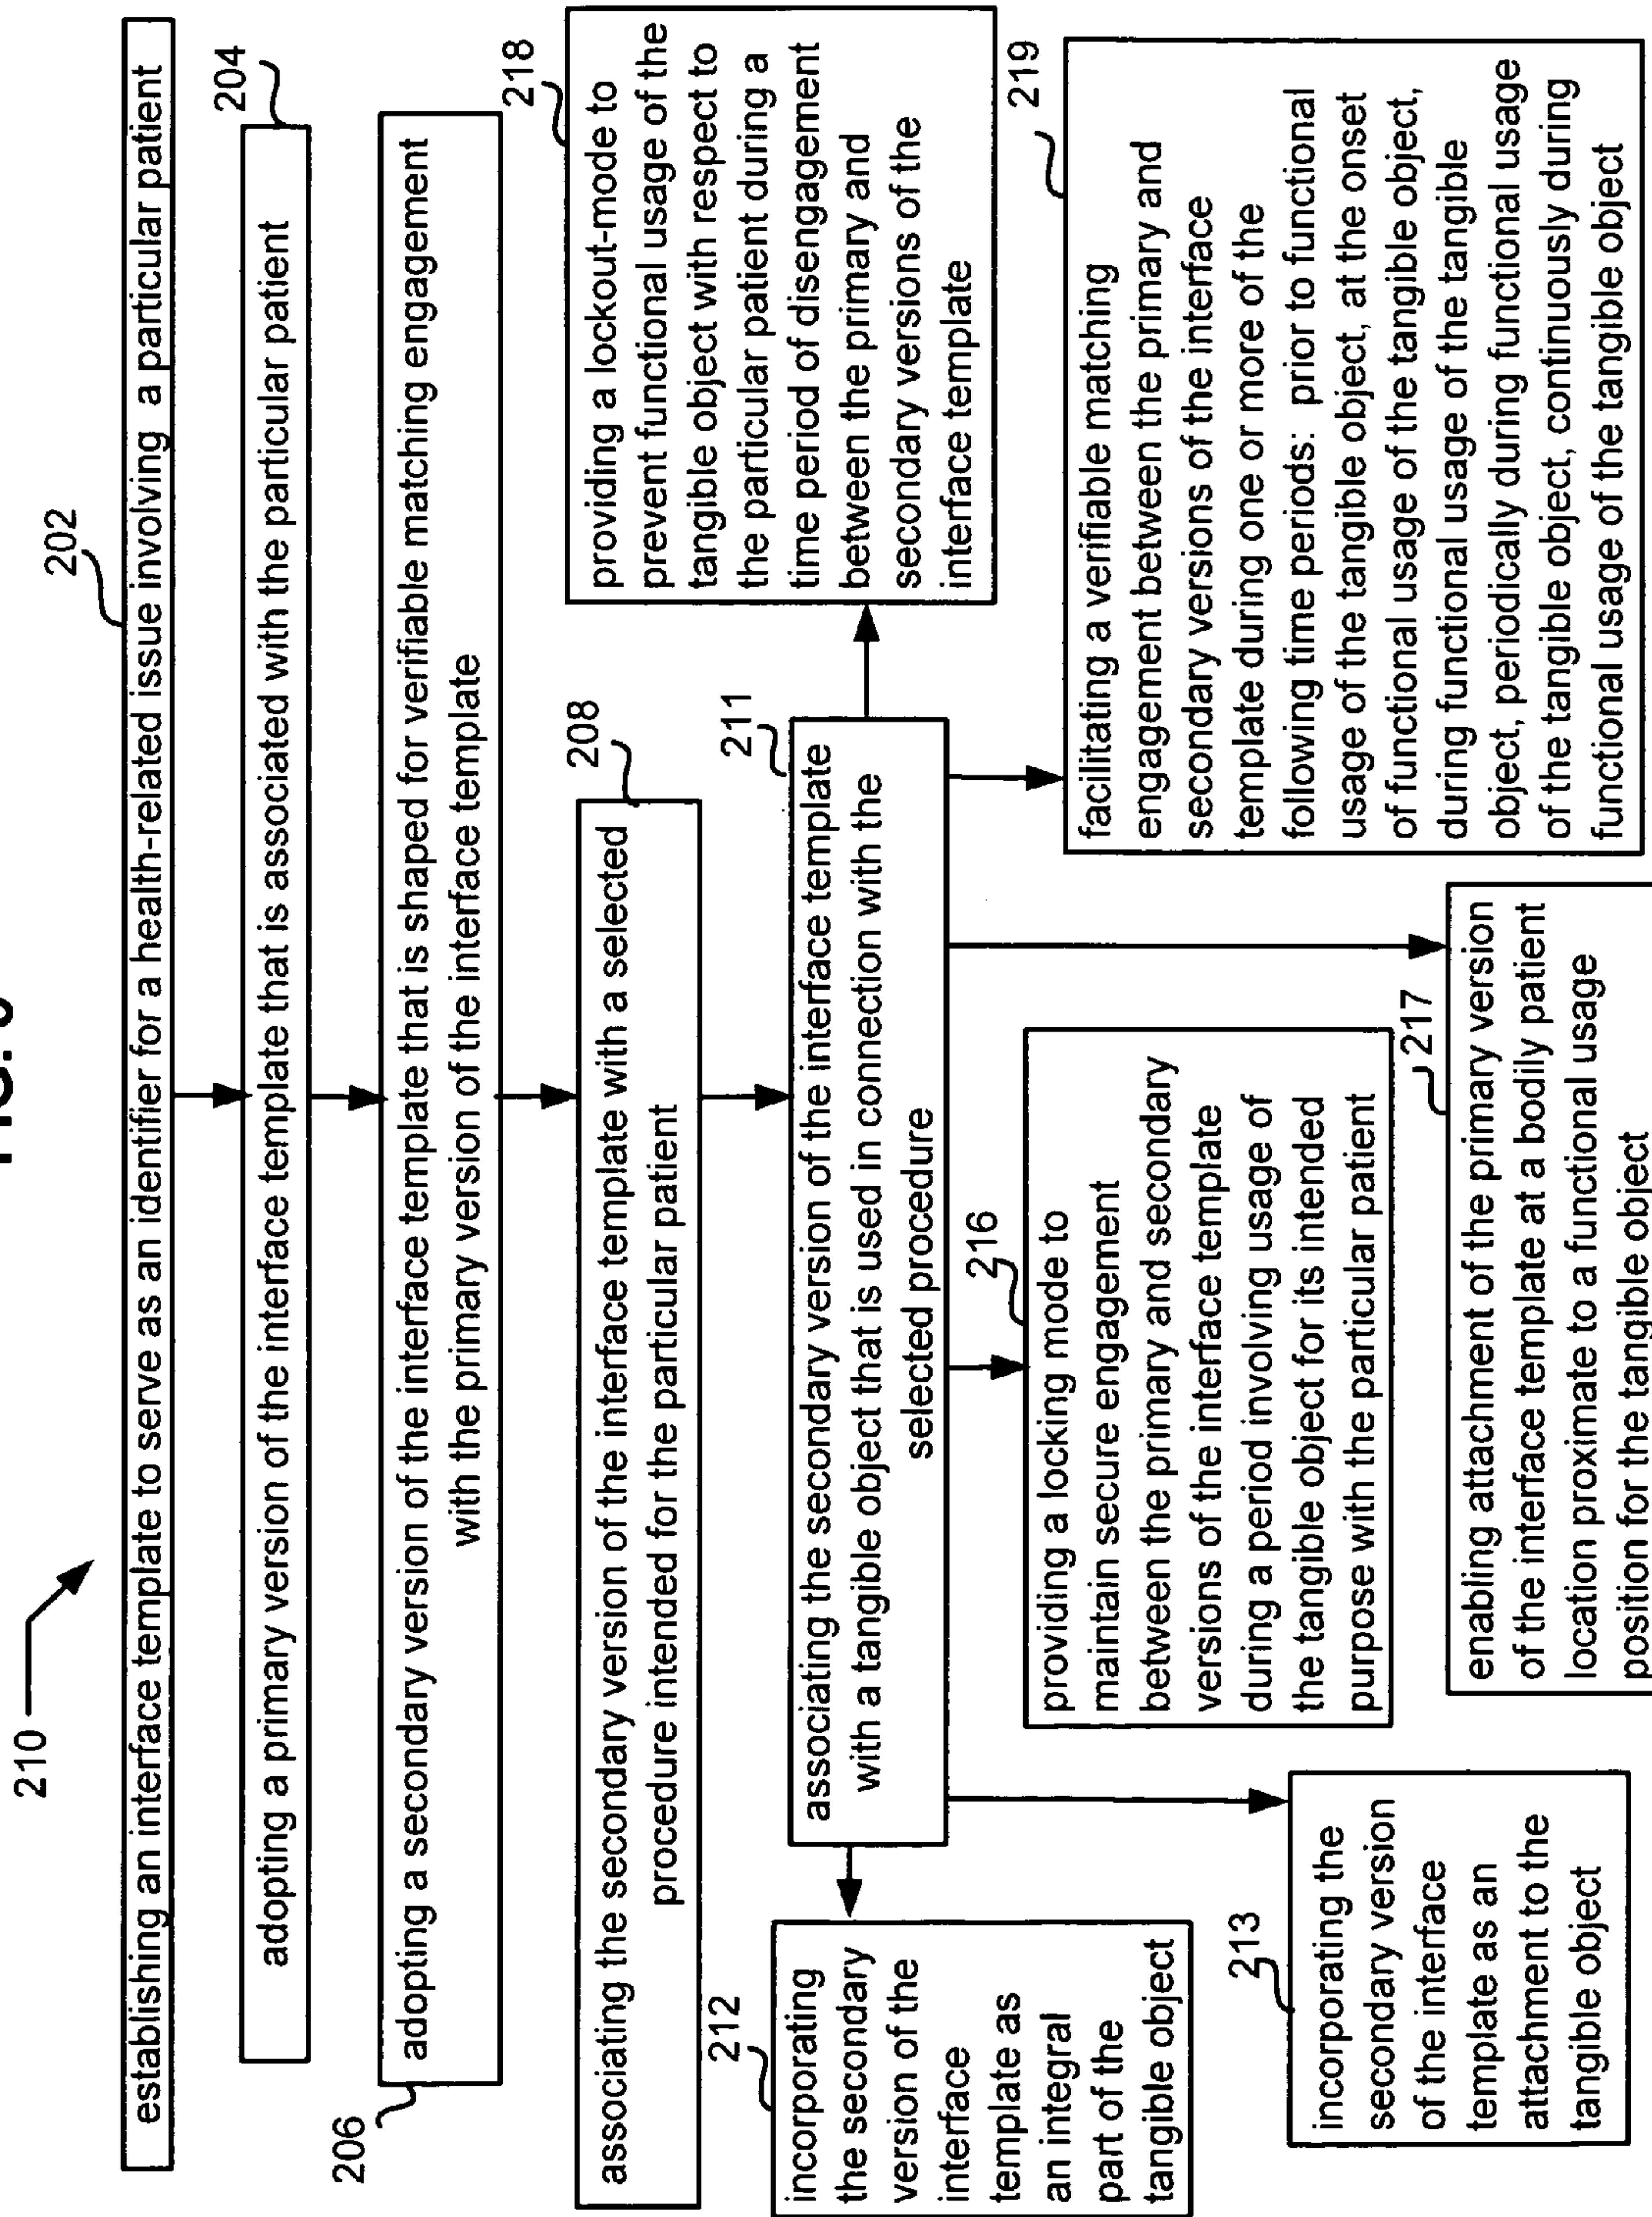 FIG.
210
202
establishing an interface template to serve as an identifier for a health-related issue involving a particular patient
204
adopting a primary version of the interface template that is associated with the particular patient
206
adopting a secondary version of the interface template that is shaped for verifiable matching engagement
with the primary version of the interface template
208
associating the secondary version of the interface template with a selected
procedure intended for the particular patient
211
associating the secondary version of the interface template
with a tangible object that is used in connection with the
selected procedure
212
incorporating
the secondary
version of the
interface
template as
an integral
part of the
tangible object
213
incorporating the
secondary version
of the interface
template as an
attachment to the
tangible object
216
providing a locking mode to
maintain secure engagement
between the primary and secondary
versions of the interface template
during a period involving usage of
the tangible object for its intended
purpose with the particular patient
217
enabling attachment of the primary version
of the interface template at a bodily patient
location proximate to a functional usage
position for the tangible object
218
providing a lockout-mode to
prevent functional usage of the
tangible object with respect to
the particular patient during a
time period of disengagement
between the primary and
secondary versions of the
interface template
219
facilitating a verifiable matching
engagement between the primary and
secondary versions of the interface
template during one or more of the
following time periods: prior to functional
usage of the tangible object, at the onset
of functional usage of the tangible object,
during functional usage of the tangible
object, periodically during functional usage
of the tangible object, continuously during
functional usage of the tangible object